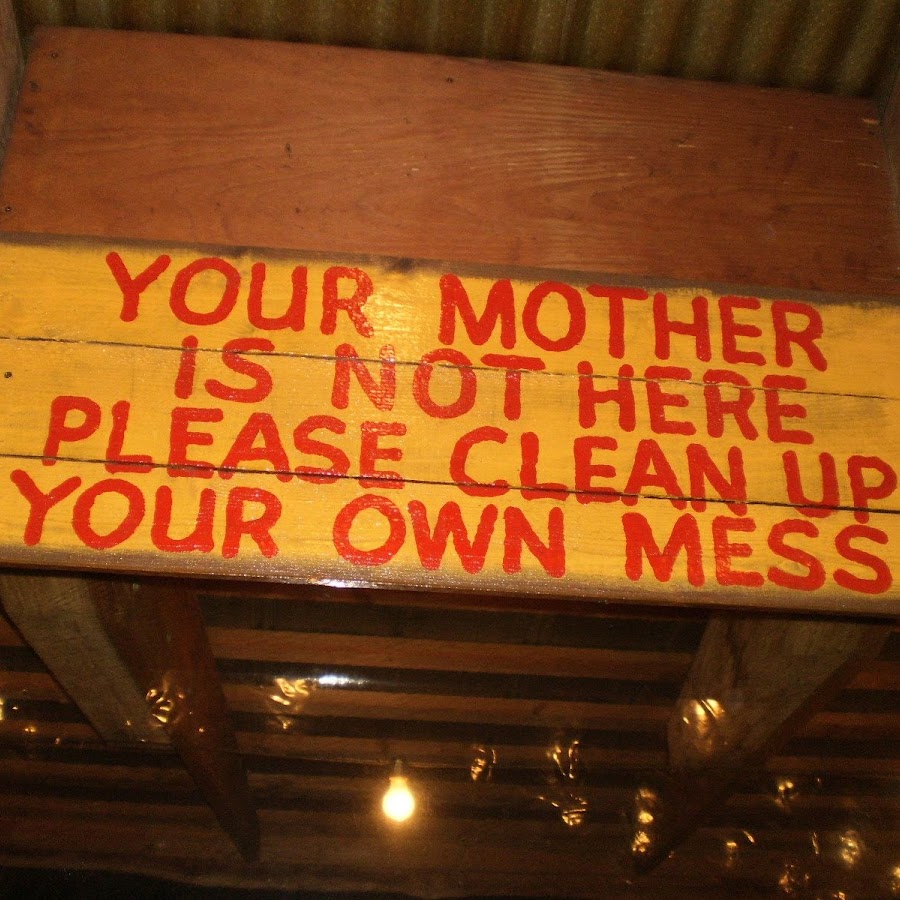 YOUR MOTHER
IS NOT HERE
PLEASE CLEAN UP
YOUR OWN MESS